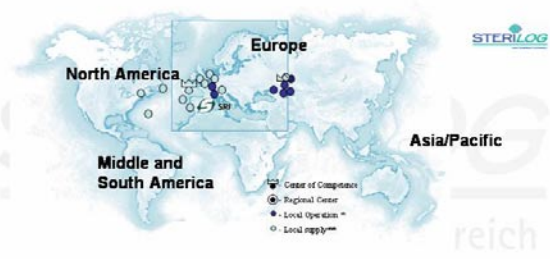 Europe
STERILOG
North America
SRI
Asia/Pacific
Middle and
South America
- Center of Competence
- Regional Center
- Local Operation **
- Local supply***
reich